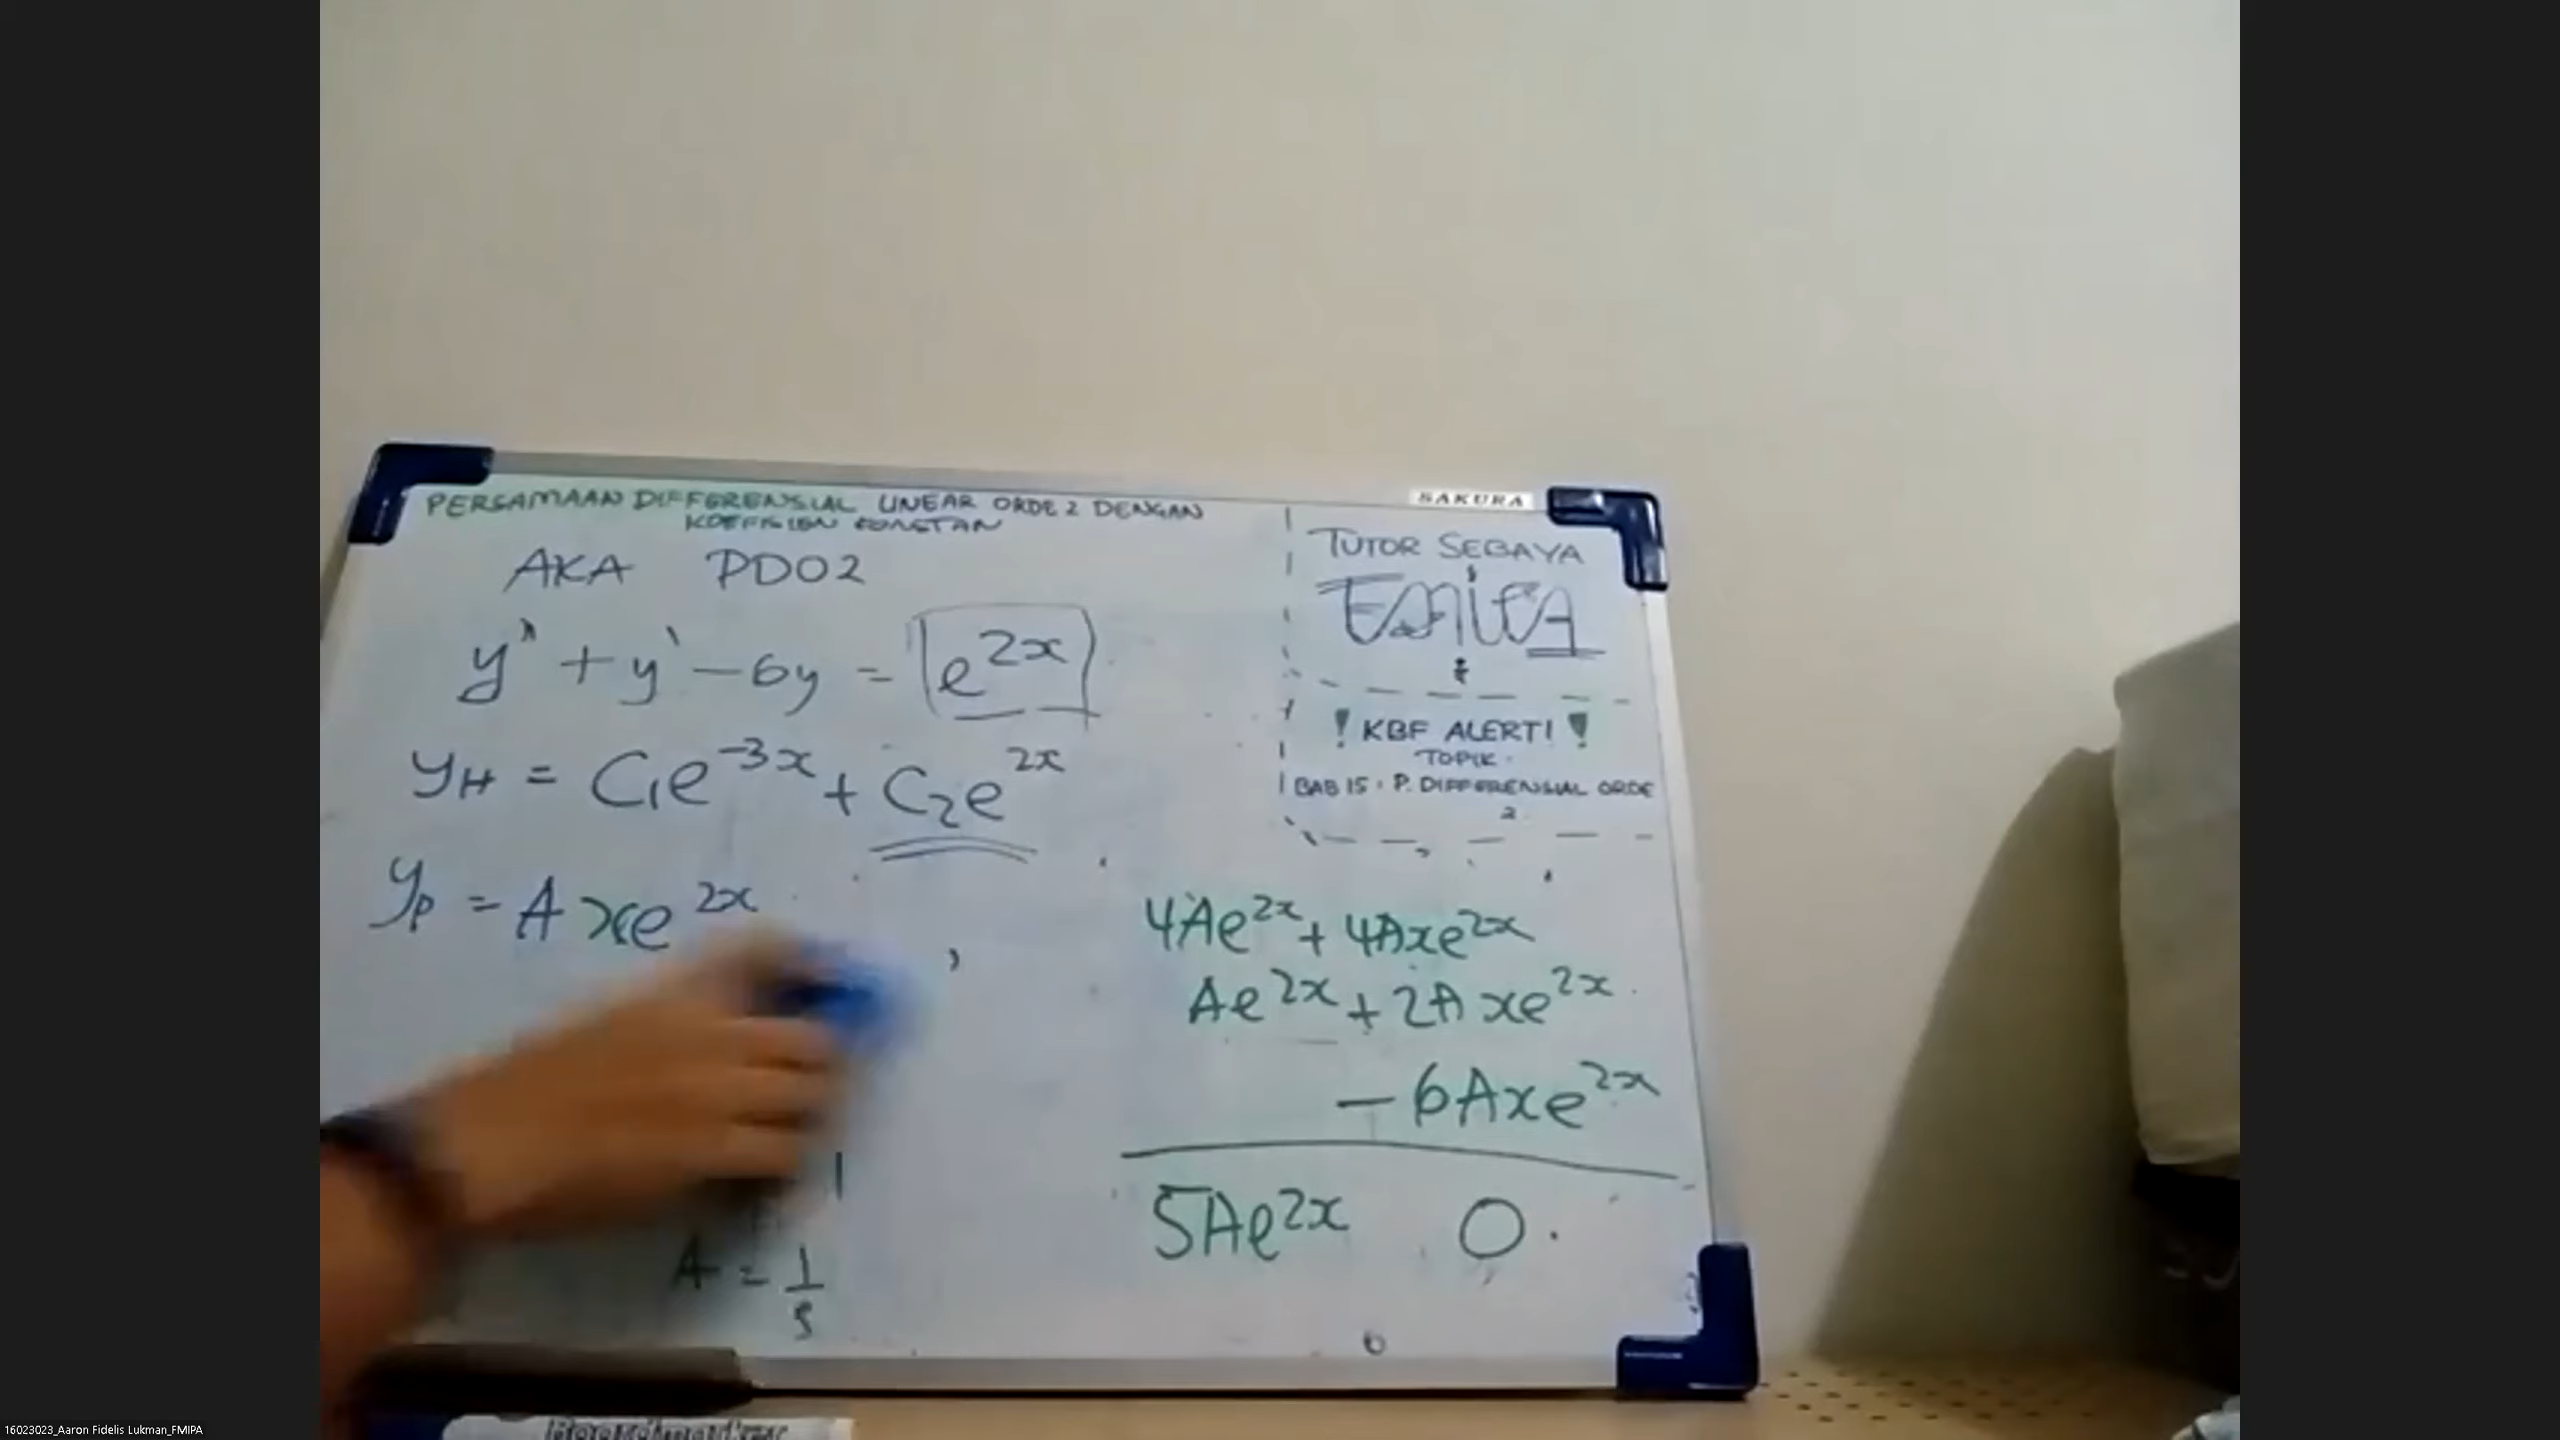 PERSAMAAN DIFFERENSIAL LINEAR ORDE 2 DENGAN
KOEFISIEN KONSTAN
AKA PDO2
y'' + y' - 6y = e^2x
yH = C₁e^-3x + C₂e^2x
yp = Axe^2x
1
A = 1/5
SAKURA
TUTOR SEBAYA
FMIPA
! KBF ALERT! !
TOPIK:
BAB 15: P. DIFFERENSIAL ORDE
2
4Ae^2x + 4Axe^2x
Ae^2x + 2Axe^2x
- 6Axe^2x
5Ae^2x 0
16023023_Aaron Fidelis Lukman_FMIPA